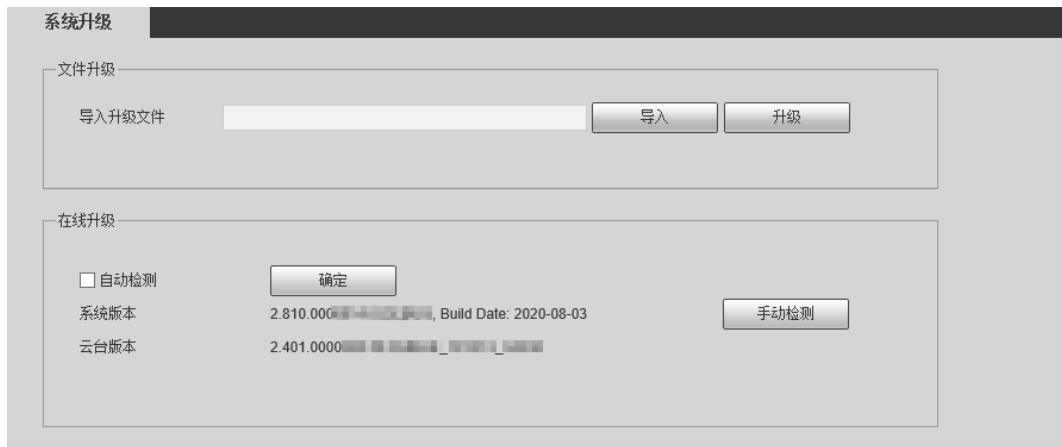 系统升级
文件升级
导入升级文件 导入 升级
在线升级
自动检测 确定
系统版本 2.810.000 , Build Date: 2020-08-03 手动检测
云台版本 2.401.0000